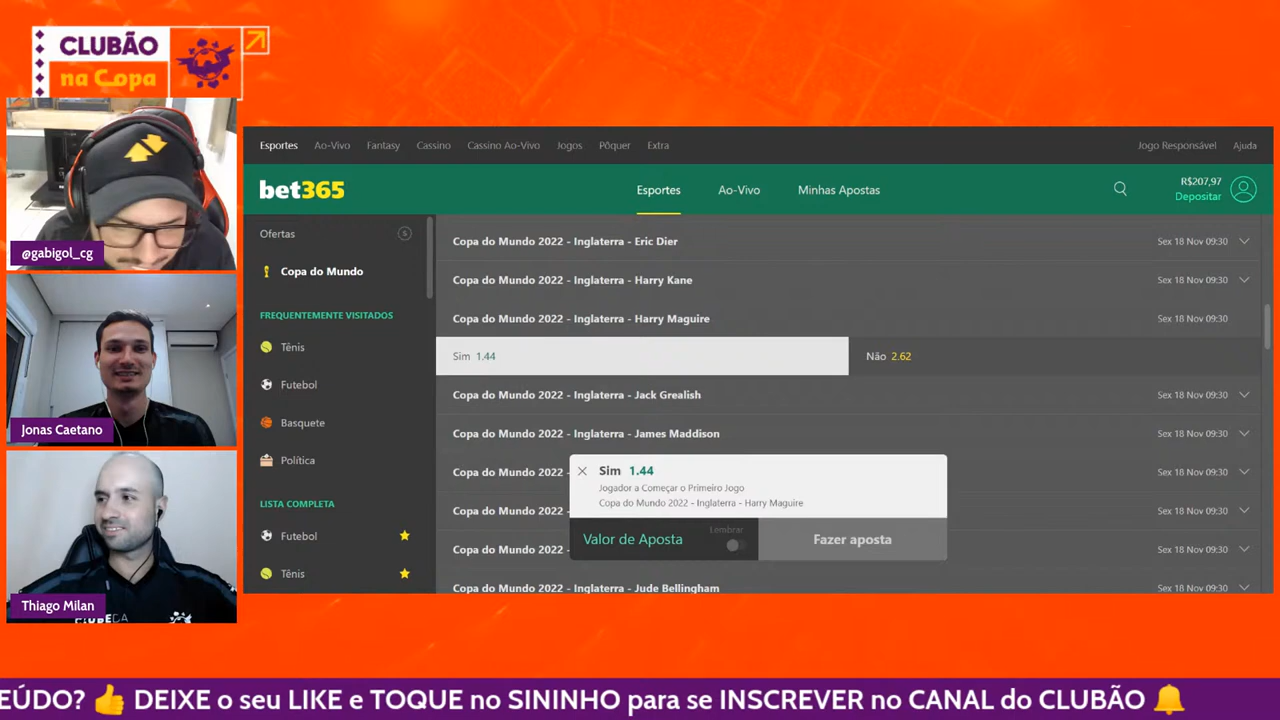 CLUBÃO
na Copa
@gabigol_cg
Jonas Caetano
Thiago Milan
CLUBE DA
Esportes Ao-Vivo Fantasy Cassino Cassino Ao-Vivo Jogos Pôquer Extra Jogo Responsável Ajuda
bet365 Esportes Ao-Vivo Minhas Apostas R$207,97
Depositar
Ofertas
Copa do Mundo
FREQUENTEMENTE VISITADOS
Tênis
Futebol
Basquete
Política
LISTA COMPLETA
Futebol
Tênis
Copa do Mundo 2022 - Inglaterra - Eric Dier Sex 18 Nov 09:30
Copa do Mundo 2022 - Inglaterra - Harry Kane Sex 18 Nov 09:30
Copa do Mundo 2022 - Inglaterra - Harry Maguire Sex 18 Nov 09:30
Sim 1.44 Não 2.62
Copa do Mundo 2022 - Inglaterra - Jack Grealish Sex 18 Nov 09:30
Copa do Mundo 2022 - Inglaterra - James Maddison Sex 18 Nov 09:30
Copa do Mundo 2022 - Sex 18 Nov 09:30
Copa do Mundo 2022 - Sex 18 Nov 09:30
Copa do Mundo 2022 - Sex 18 Nov 09:30
Copa do Mundo 2022 - Inglaterra - Jude Bellingham Sex 18 Nov 09:30
Sim 1.44
Jogador a Começar o Primeiro Jogo
Copa do Mundo 2022 - Inglaterra - Harry Maguire
Valor de Aposta Lembrar Fazer aposta
EÚDO? 👍 DEIXE o seu LIKE e TOQUE no SININHO para se INSCREVER no CANAL do CLUBÃO 🔔